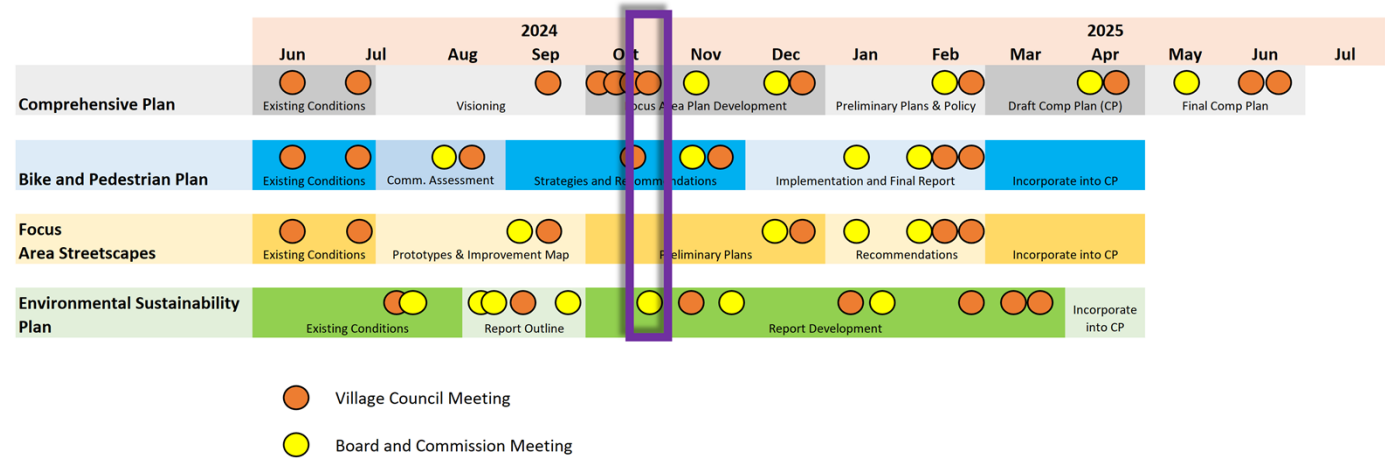 2024 2025
Jun Jul Aug Sep Oct Nov Dec Jan Feb Mar Apr May Jun Jul
Comprehensive Plan Existing Conditions Visioning Focus Area Plan Development Preliminary Plans & Policy Draft Comp Plan (CP) Final Comp Plan
Bike and Pedestrian Plan Existing Conditions Comm. Assessment Strategies and Recommendations Implementation and Final Report Incorporate into CP
Focus
Area Streetscapes Existing Conditions Prototypes & Improvement Map Preliminary Plans Recommendations Incorporate into CP
Environmental Sustainability Incorporate
Plan Existing Conditions Report Outline Report Development into CP
Village Council Meeting
Board and Commission Meeting